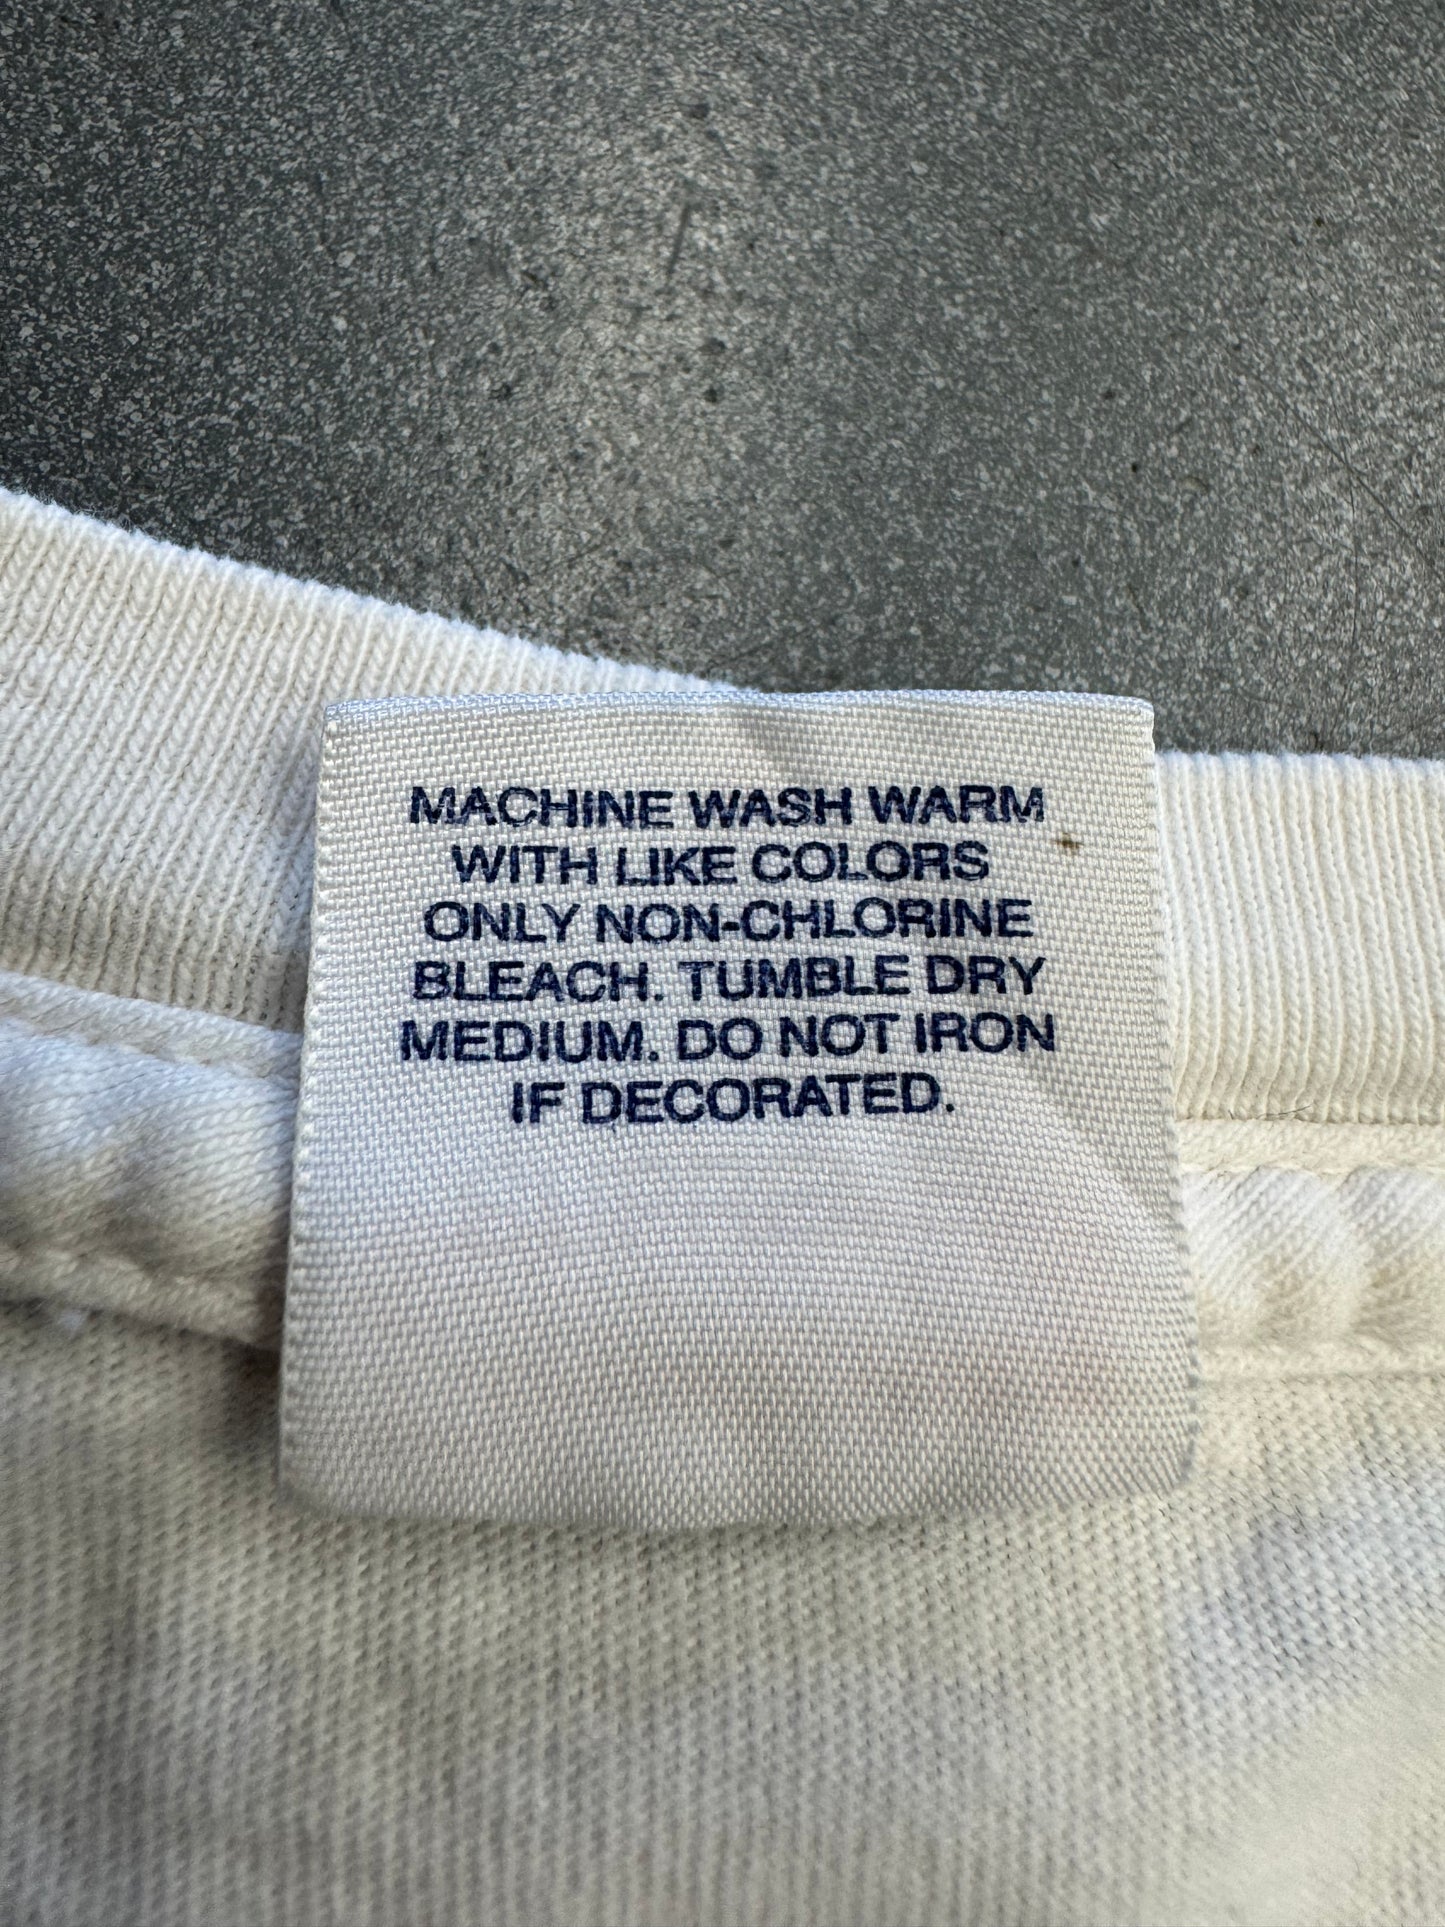 MACHINE WASH WARM
WITH LIKE COLORS
ONLY NON-CHLORINE
BLEACH. TUMBLE DRY
MEDIUM. DO NOT IRON
IF DECORATED.